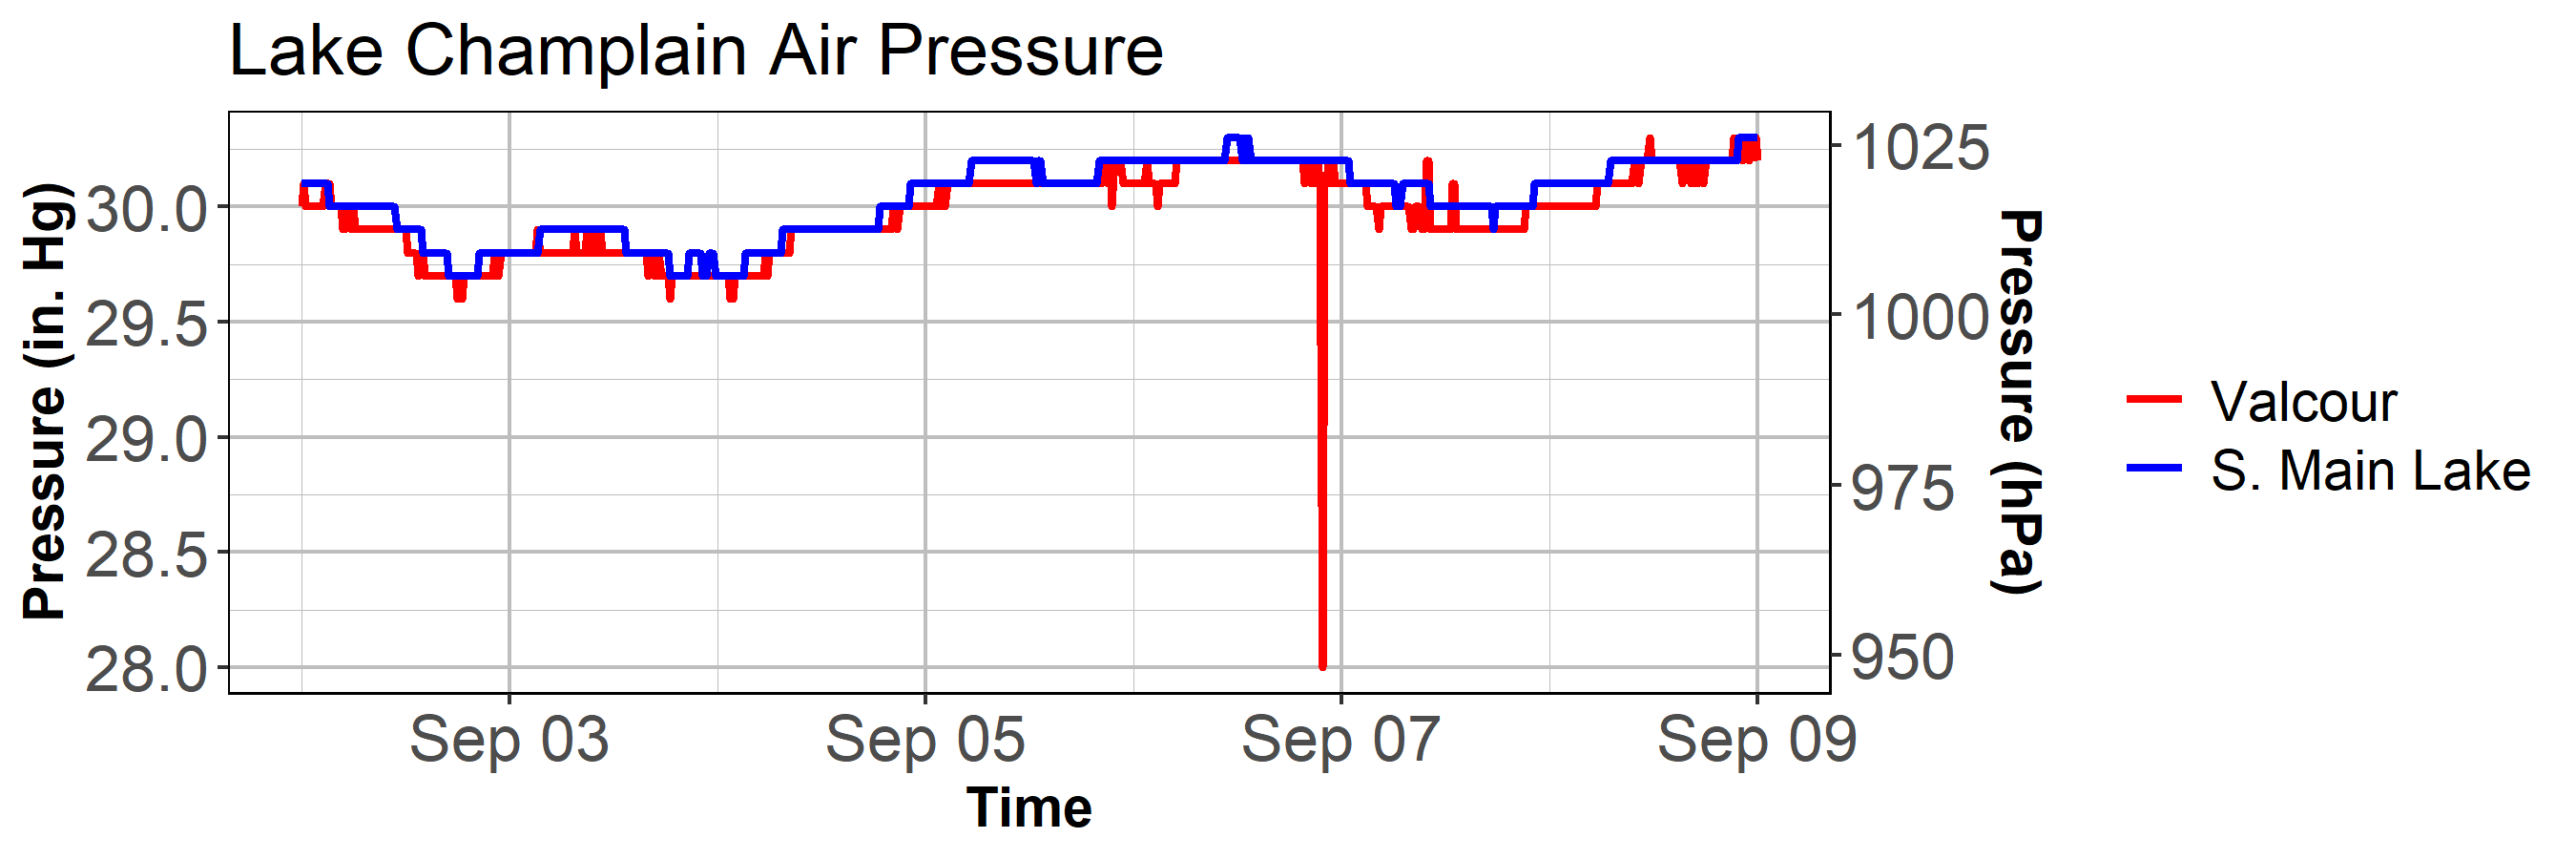 Lake Champlain Air Pressure
Pressure (in. Hg)
30.0
29.5
29.0
28.5
28.0
1025
1000
975
950
Pressure (hPa)
Valcour
S. Main Lake
Sep 03 Sep 05 Sep 07 Sep 09
Time